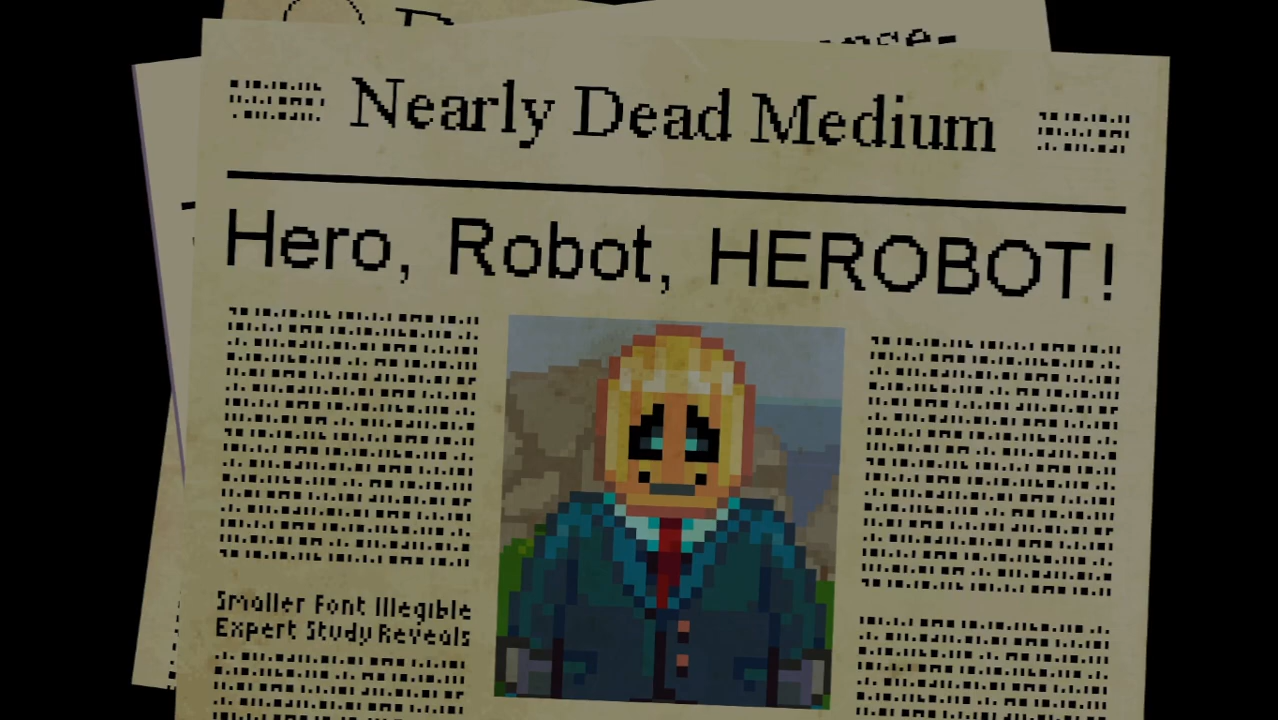 Nearly Dead Medium
Hero, Robot, HEROBOT!
Smaller Font Illegible
Expert Study Reveals